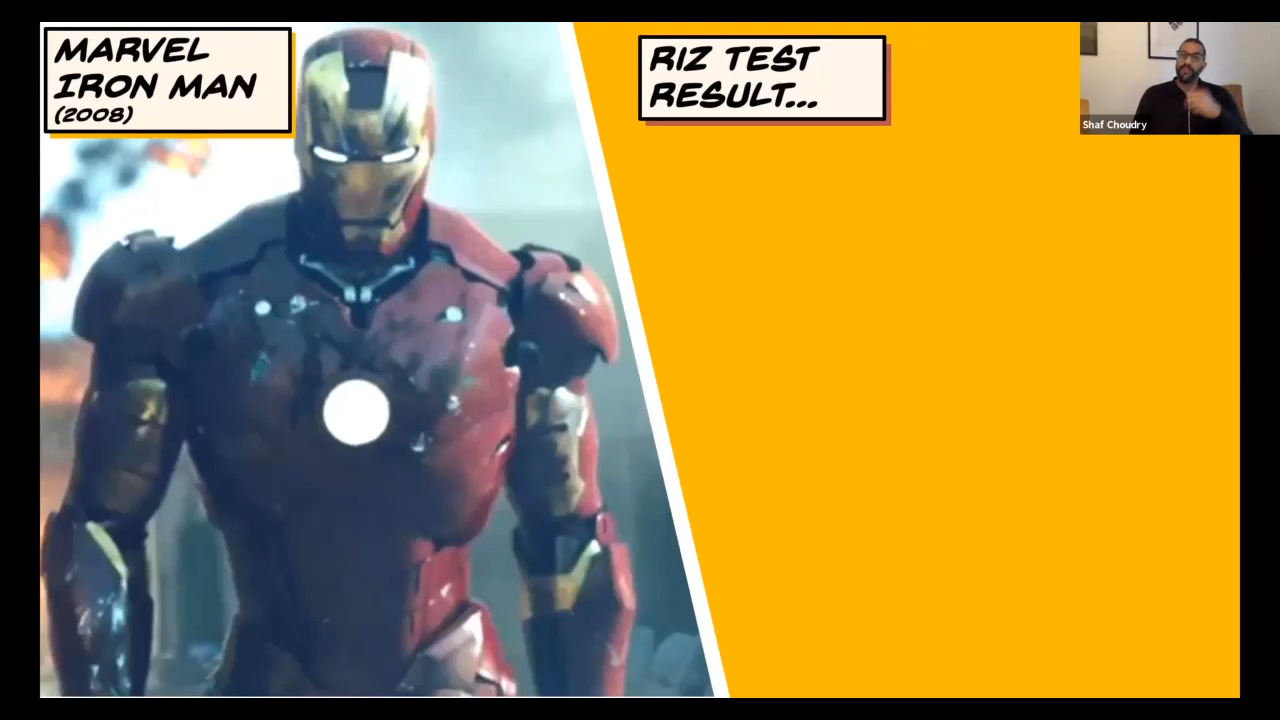 MARVEL
IRON MAN
(2008)
RIZ TEST
RESULT...
Shaf Choudry